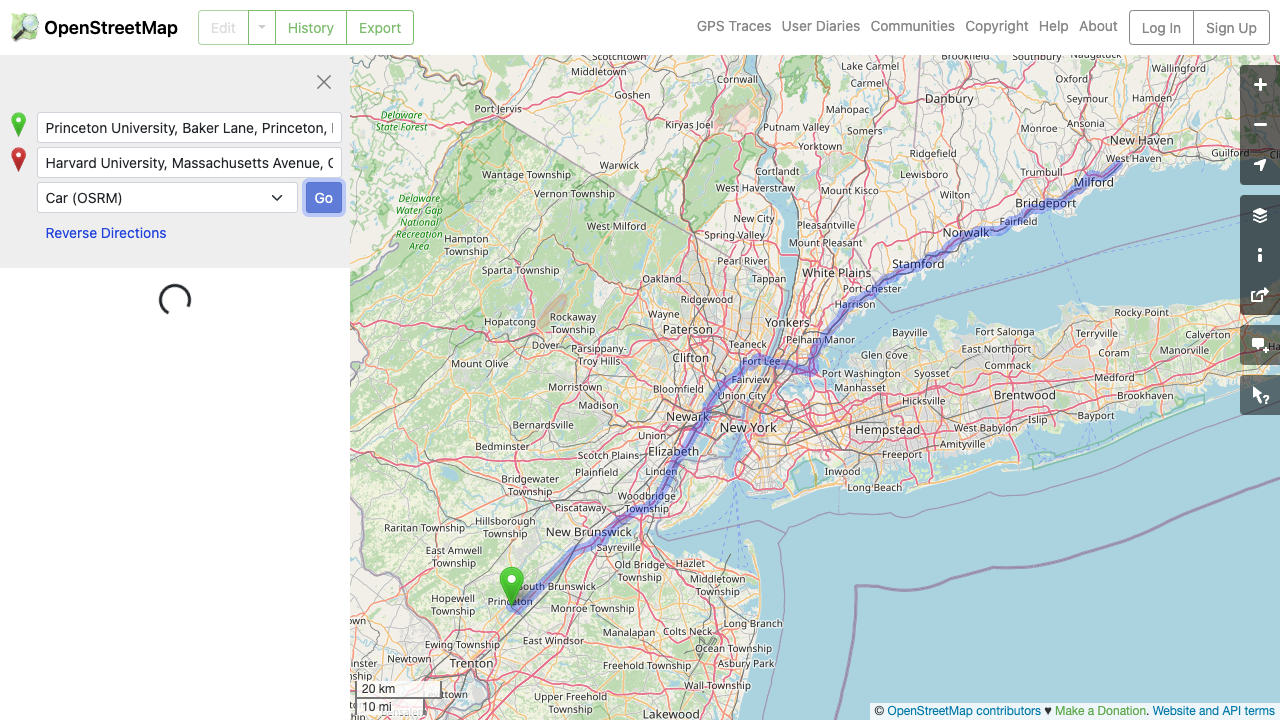 OpenStreetMap
Edit
History
Export
GPS Traces
User Diaries
Communities
Copyright
Help
About
Log In
Sign Up
Princeton University, Baker Lane, Princeton,
Harvard University, Massachusetts Avenue, C
Car (OSRM)
Go
Reverse Directions
Middletown
Cornwall
Lake Carmel
Carmel
Southbury
Naugatuck
Oxford
Wallingford
Goshen
Danbury
Seymour
Hamden
Port Jervis
Mahopac
Delaware
State Forest
Kiryas Joel
Putnam Valley
Somers
Monroe
Ansonia
New Haven
Yorktown
West Haven
Guilford
Warwick
Cortlandt
Ridgefield
Trumbull
Wantage Township
West Haverstraw
Mount Kisco
Lewisboro
Milford
Vernon Township
Wilton
Bridgeport
Delaware
Water Gap
National
Recreation
Area
New City
Pleasantville
Fairfield
West Milford
Spring Valley
Mount Pleasant
Norwalk
Hampton
Township
Pearl River
Stamford
Sparta Township
Oakland
Tappan
White Plains
Ridgewood
Port Chester
Harrison
Hopatcong
Rockaway
Township
Wayne
Paterson
Yonkers
Rocky Point
Dover
Parsippany-
Troy Hills
Teaneck
Pelham Manor
Bayville
Fort Salonga
Terryville
Calverton
Mount Olive
Clifton
Fort Lee
Glen Cove
East Northport
Coram
Manorville
Commack
Morristown
Bloomfield
Fairview
Port Washington
Syosset
Medford
Union City
Manhasset
Brookhaven
Madison
Newark
Hicksville
Brentwood
Islip
Bayport
Bernardsville
New York
Hempstead
West Babylon
Union
Amityville
Bedminster
Scotch Plains
Elizabeth
Freeport
Plainfield
Linden
Inwood
Bridgewater
Township
Long Beach
Woodbridge
Township
Piscataway
Hillsborough
Raritan Township
New Brunswick
Sayreville
East Amwell
Township
Old Bridge
Township
Hazlet
Middletown
Township
South Brunswick
Hopewell
Township
Princeton
Monroe Township
Long Branch
Ewing Township
East Windsor
Manalapan
Colts Neck
Ocean Township
Newtown
Trenton
Freehold Township
Asbury Park
Wall Township
Upper Freehold
Township
Lakewood
20 km
10 mi
© OpenStreetMap contributors ♥ Make a Donation. Website and API terms